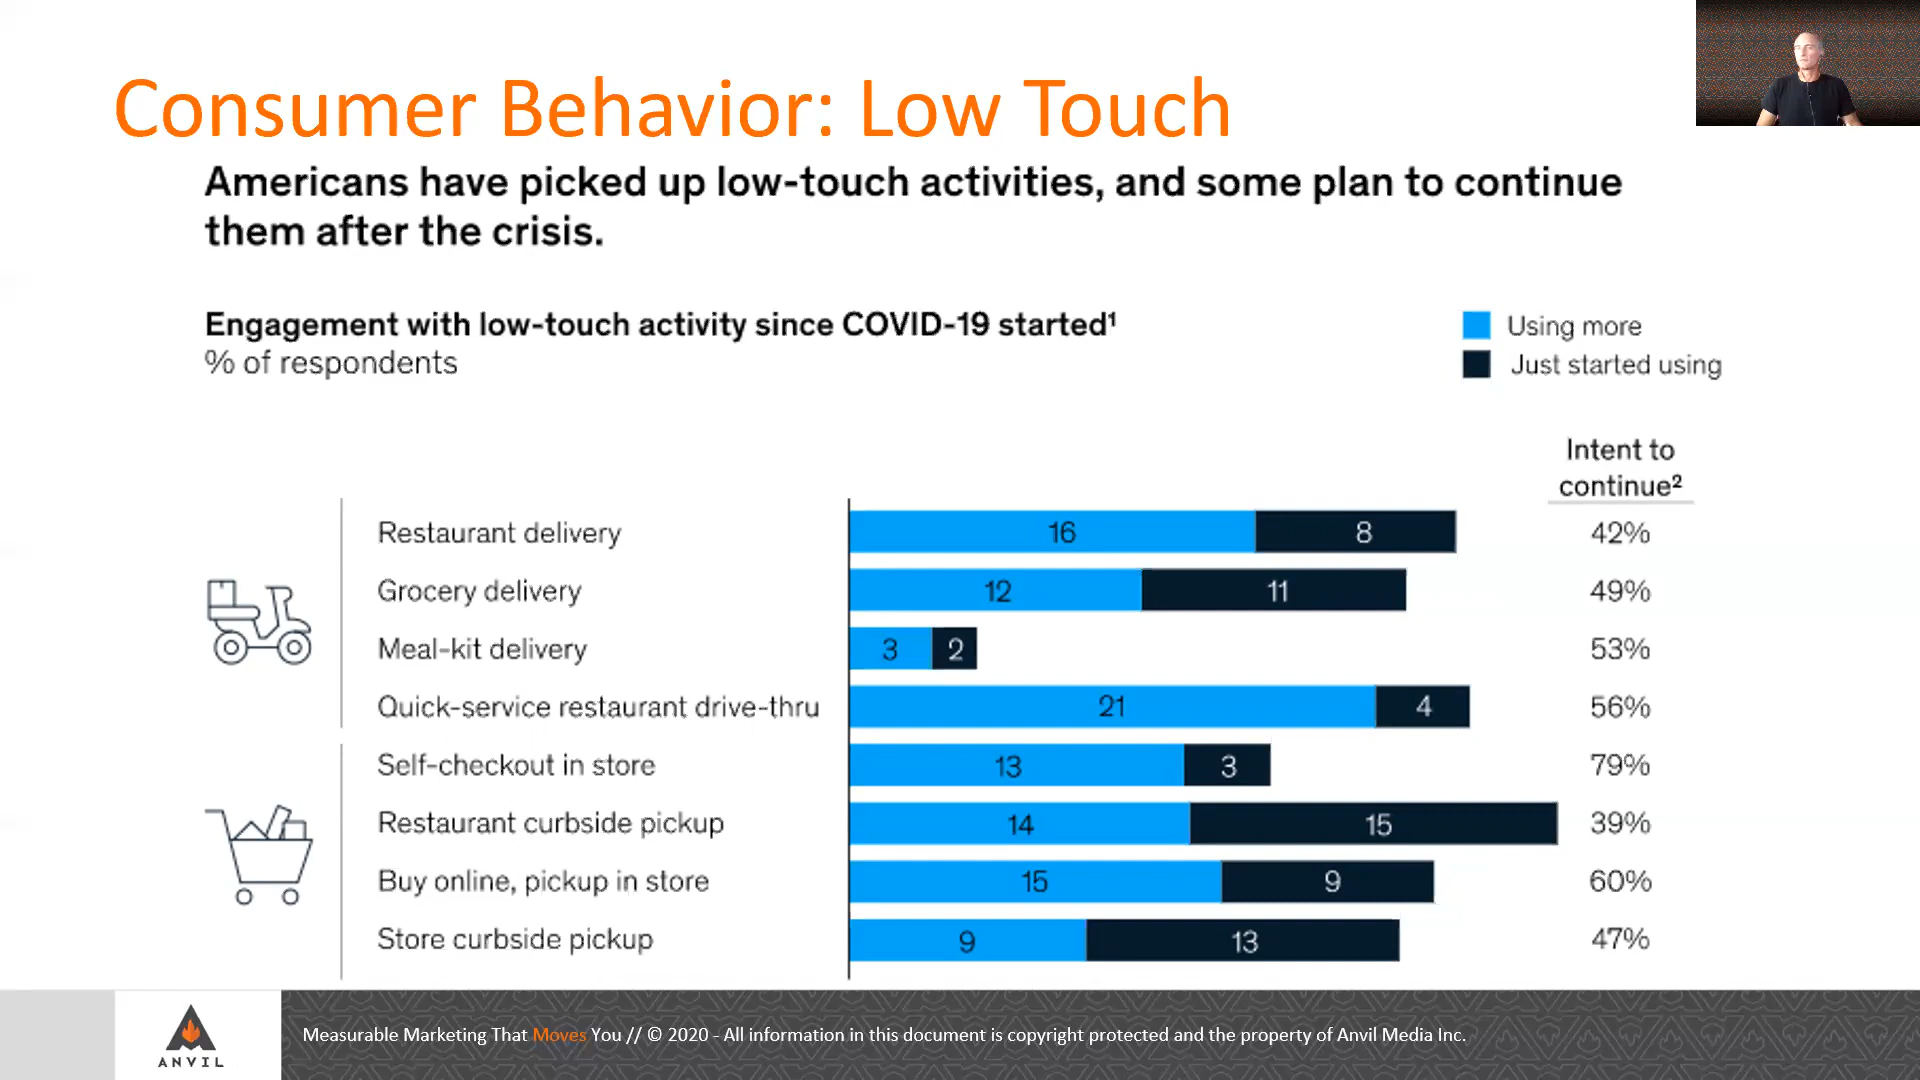 Consumer Behavior: Low Touch
Americans have picked up low-touch activities, and some plan to continue
them after the crisis.
Engagement with low-touch activity since COVID-19 started¹
% of respondents
Using more
Just started using
Intent to
continue²
Restaurant delivery 16 8 42%
Grocery delivery 12 11 49%
Meal-kit delivery 3 2 53%
Quick-service restaurant drive-thru 21 4 56%
Self-checkout in store 13 3 79%
Restaurant curbside pickup 14 15 39%
Buy online, pickup in store 15 9 60%
Store curbside pickup 9 13 47%
ANVIL
Measurable Marketing That Moves You // © 2020 - All information in this document is copyright protected and the property of Anvil Media Inc.